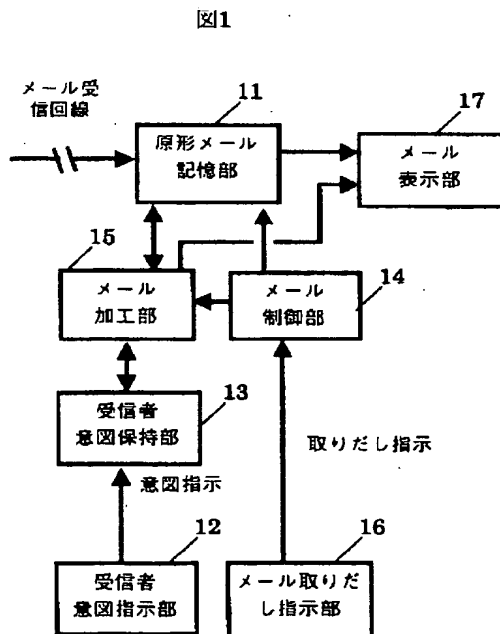 図1
メール受
信回線
11
原形メール
記憶部
17
メール
表示部
15
メール
加工部
メール
制御部
14
13
受信者
意図保持部
取りだし指示
意図指示
12
受信者
意図指示部
16
メール取りだ
し指示部